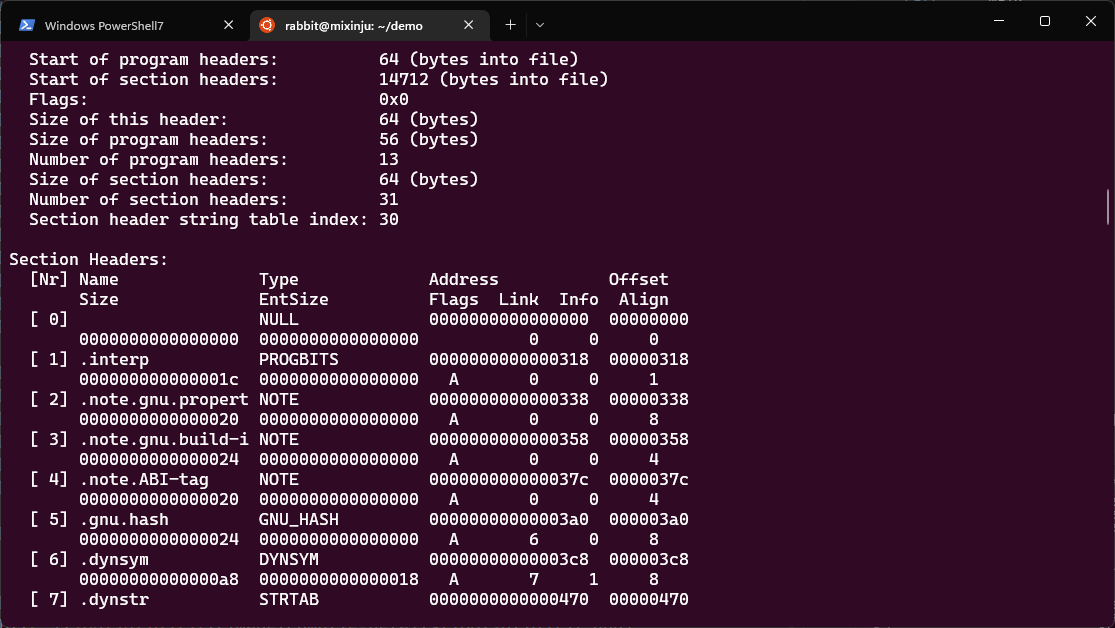 Windows PowerShell7
rabbit@mixinju: ~/demo
Start of program headers:          64 (bytes into file)
Start of section headers:          14712 (bytes into file)
Flags:                             0x0
Size of this header:               64 (bytes)
Size of program headers:           56 (bytes)
Number of program headers:         13
Size of section headers:           64 (bytes)
Number of section headers:         31
Section header string table index: 30
Section Headers:
[Nr] Name              Type             Address           Offset
Size              EntSize          Flags  Link  Info  Align
[ 0]                   NULL             0000000000000000  00000000
0000000000000000  0000000000000000           0     0     0
[ 1] .interp           PROGBITS         0000000000000318  00000318
000000000000001c  0000000000000000   A       0     0     1
[ 2] .note.gnu.propert NOTE             0000000000000338  00000338
0000000000000020  0000000000000000   A       0     0     8
[ 3] .note.gnu.build-i NOTE             0000000000000358  00000358
0000000000000024  0000000000000000   A       0     0     4
[ 4] .note.ABI-tag     NOTE             000000000000037c  0000037c
0000000000000020  0000000000000000   A       0     0     4
[ 5] .gnu.hash         GNU_HASH         00000000000003a0  000003a0
0000000000000024  0000000000000000   A       6     0     8
[ 6] .dynsym           DYNSYM           00000000000003c8  000003c8
00000000000000a8  0000000000000018   A       7     1     8
[ 7] .dynstr           STRTAB           0000000000000470  00000470